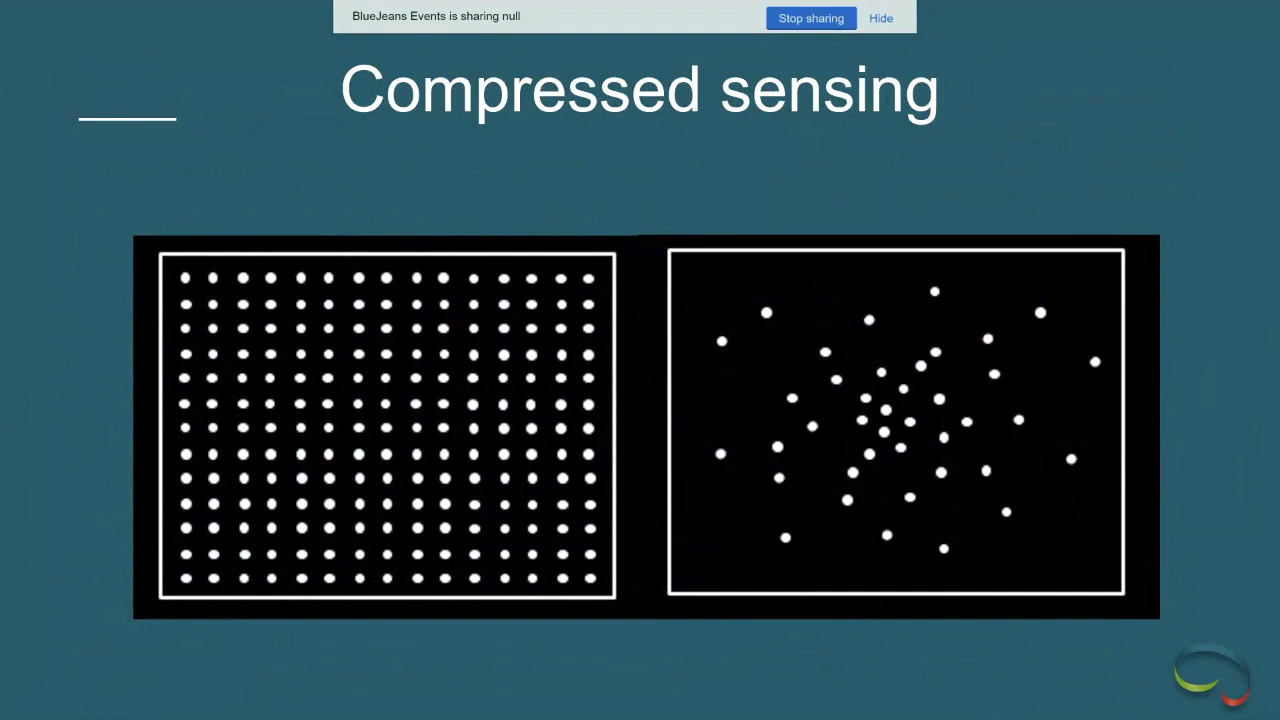 BlueJeans Events is sharing null
Stop sharing
Hide
Compressed sensing